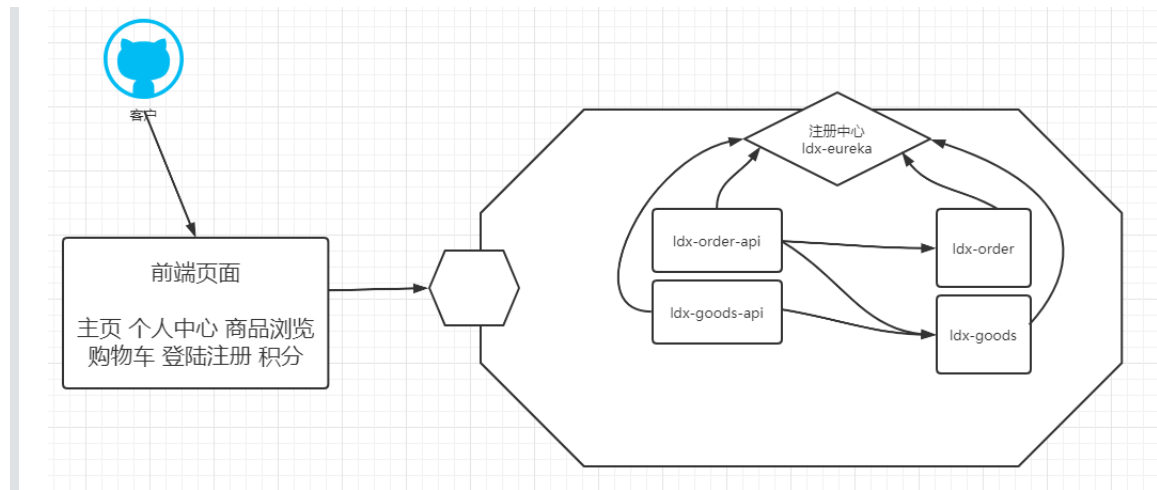 客户
前端页面
主页 个人中心 商品浏览
购物车 登陆注册 积分
注册中心
ldx-eureka
ldx-order-api
ldx-order
ldx-goods-api
ldx-goods